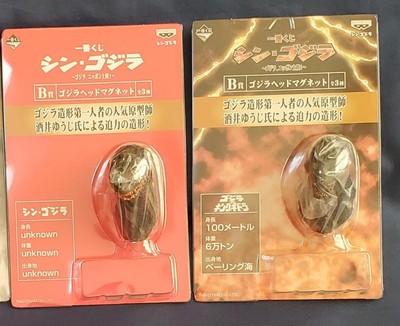 一番くじ
シン・ゴジラ
B賞 ゴジラヘッドマグネット 全3種
ゴジラ造形第一人者の人気原型師
酒井ゆうじ氏による迫力の造形!
シン・ゴジラ
身長
unknown
体重
unknown
出身地
unknown
一番くじ
シン・ゴジラ
B賞 ゴジラヘッドマグネット 全3種
ゴジラ造形第一人者の人気原型師
酒井ゆうじ氏による迫力の造形!
ゴジラ
身長
100メートル
体重
6万トン
出身地
ベーリング海